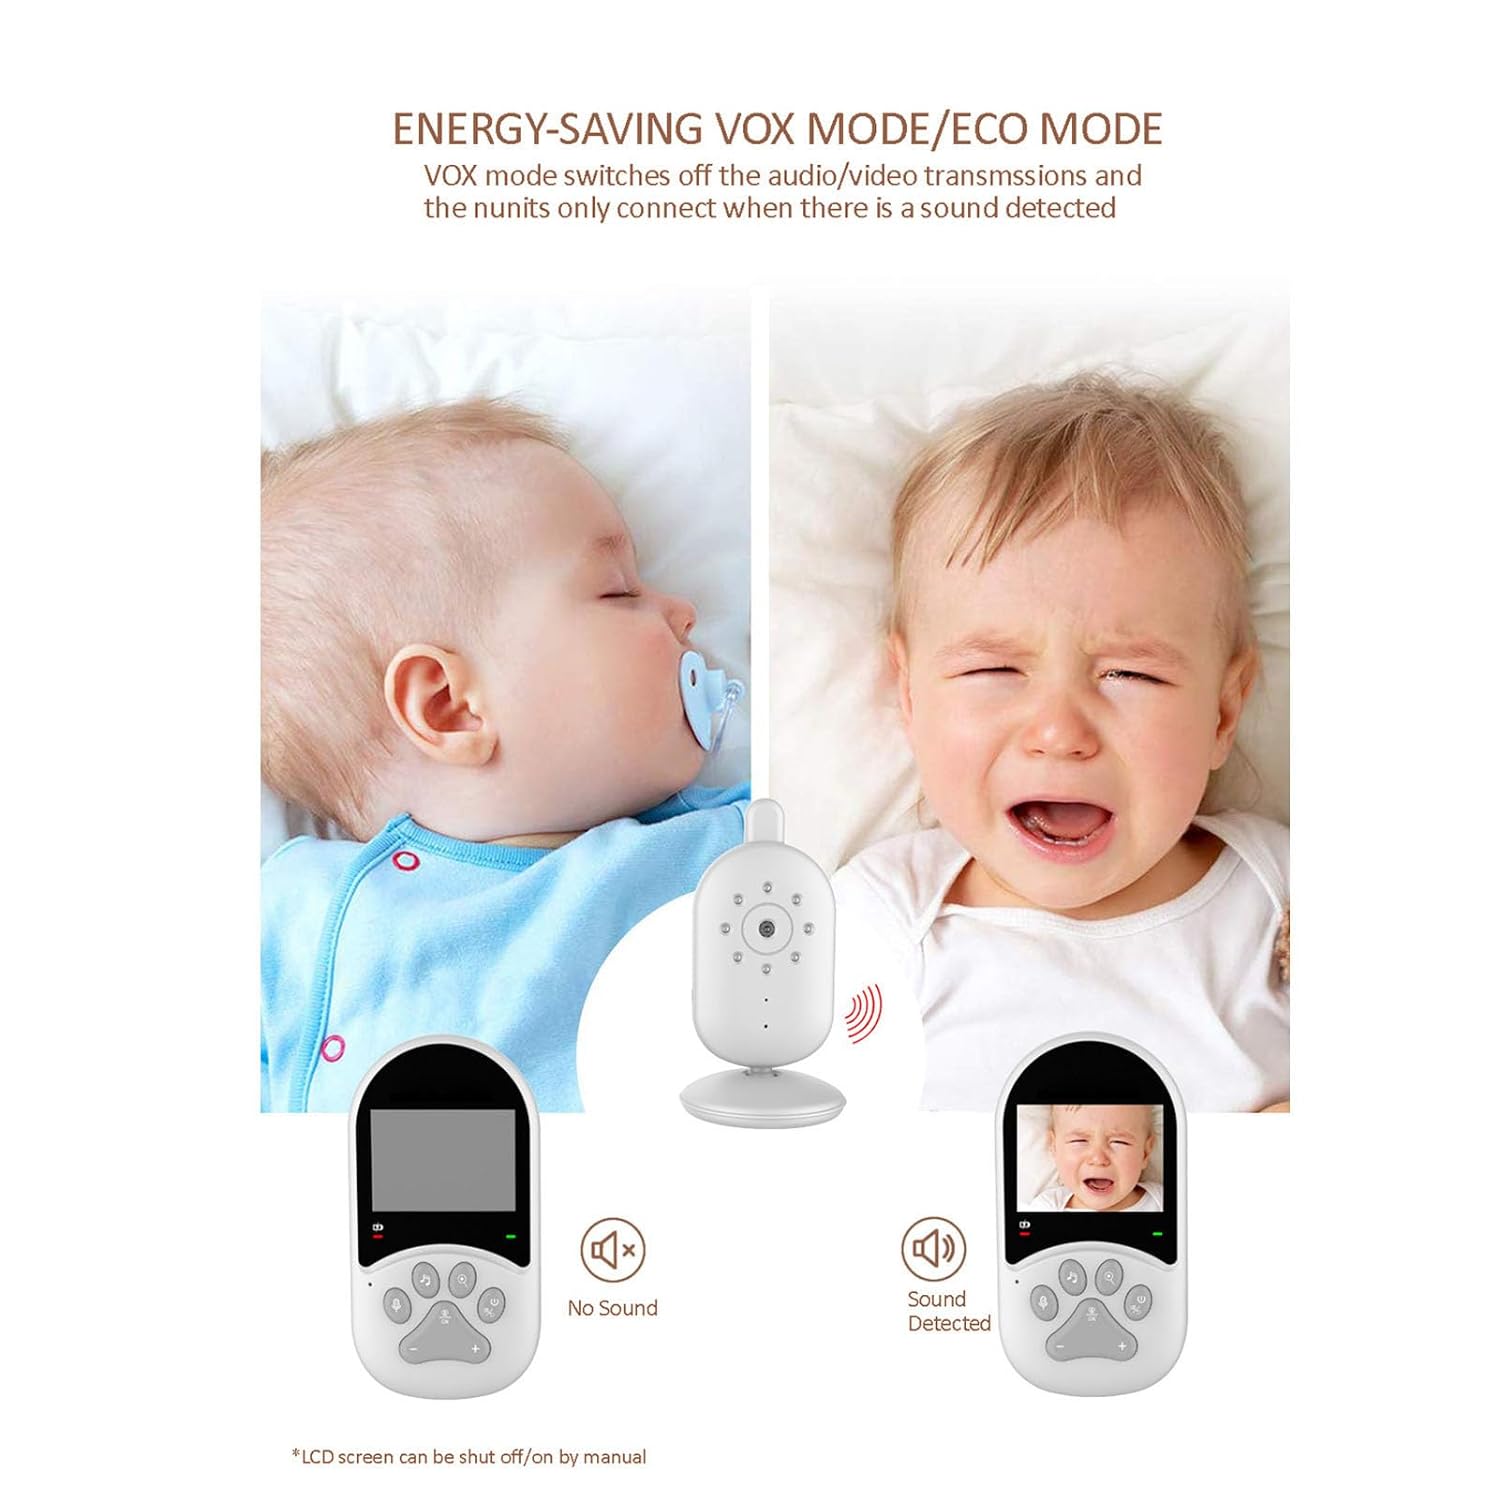 ENERGY-SAVING VOX MODE/ECO MODE
VOX mode switches off the audio/video transmssions and
the nunits only connect when there is a sound detected
No Sound
Sound
Detected
*LCD screen can be shut off/on by manual